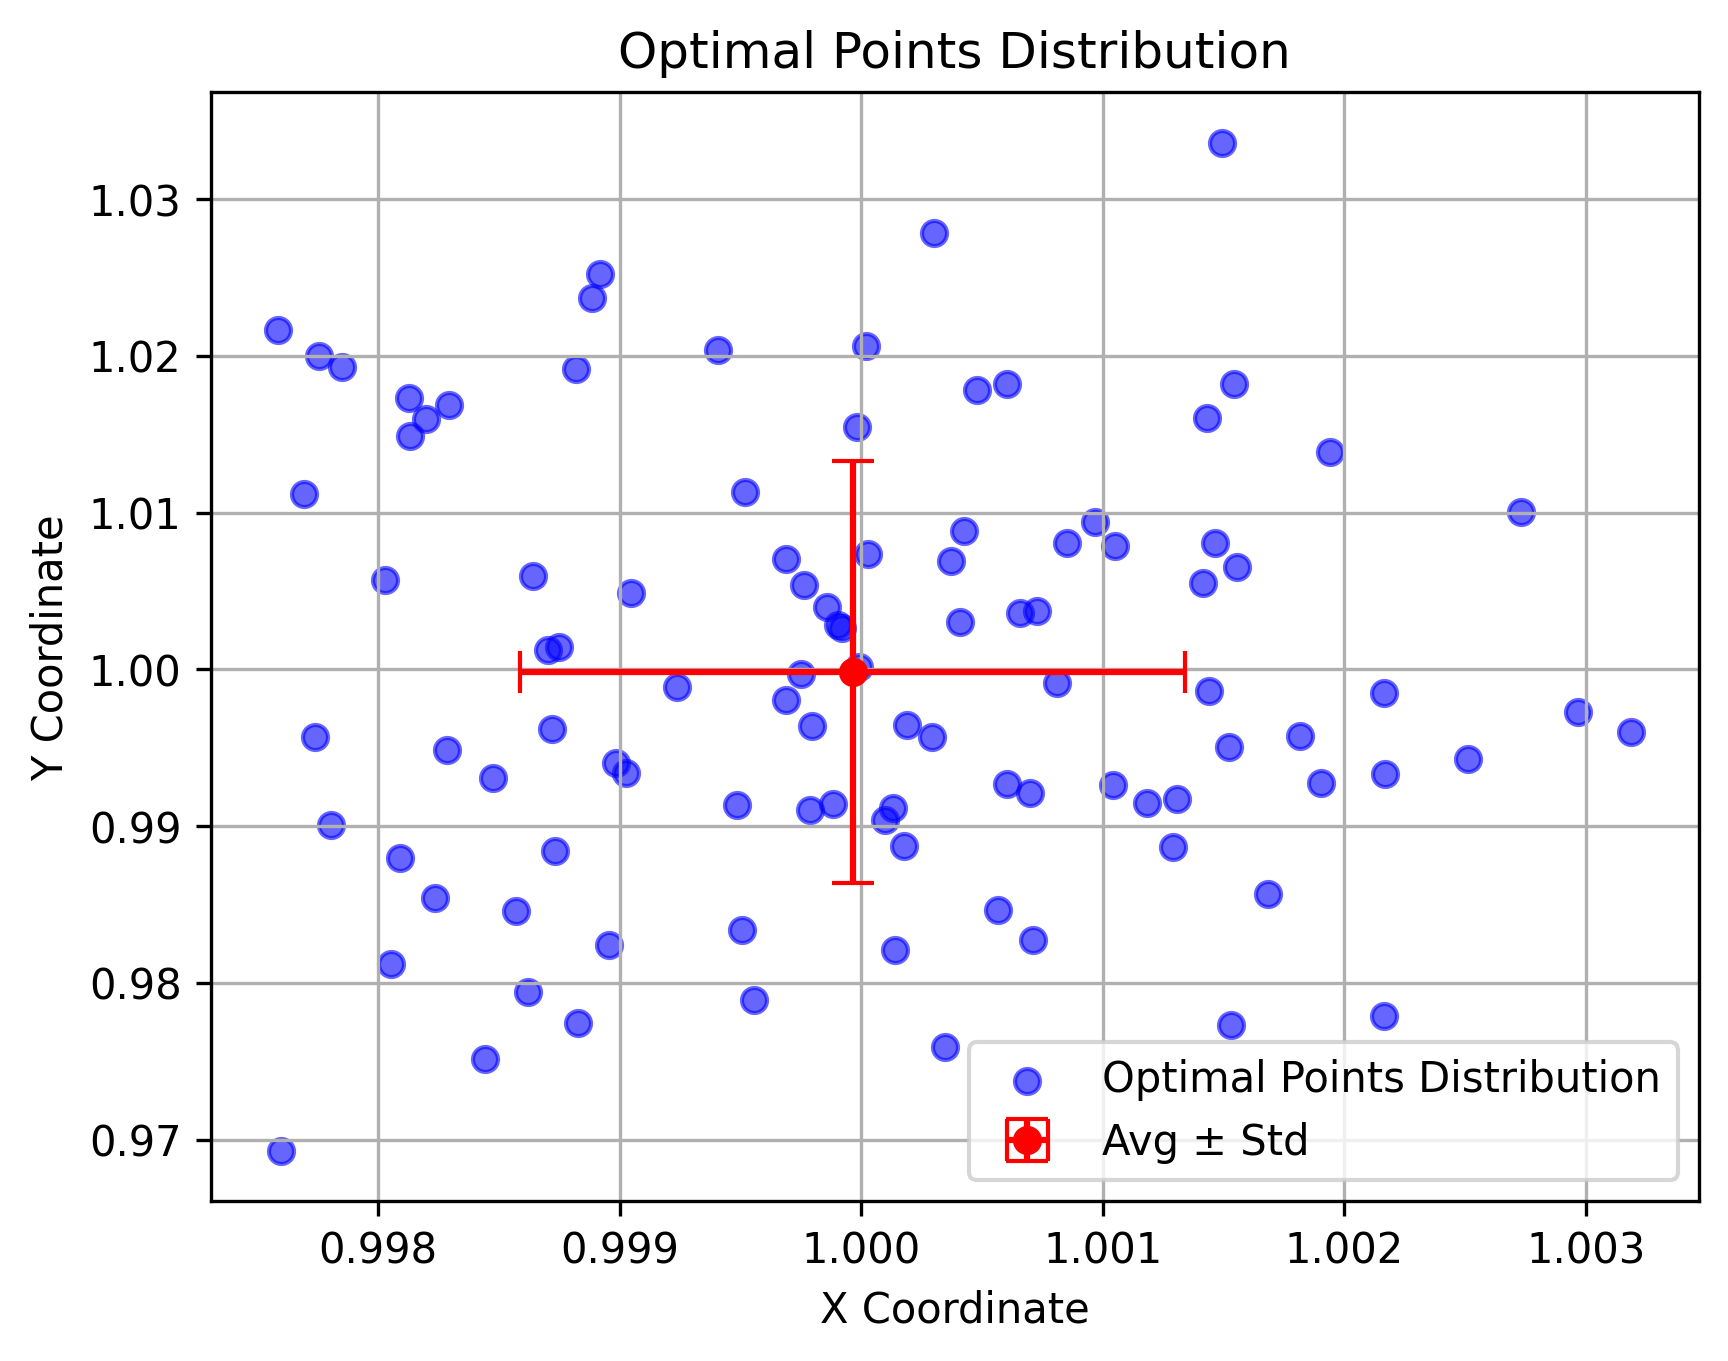 Optimal Points Distribution
Y Coordinate
1.03
1.02
1.01
1.00
0.99
0.98
0.97
Optimal Points Distribution
Avg ± Std
0.998 0.999 1.000 1.001 1.002 1.003
X Coordinate